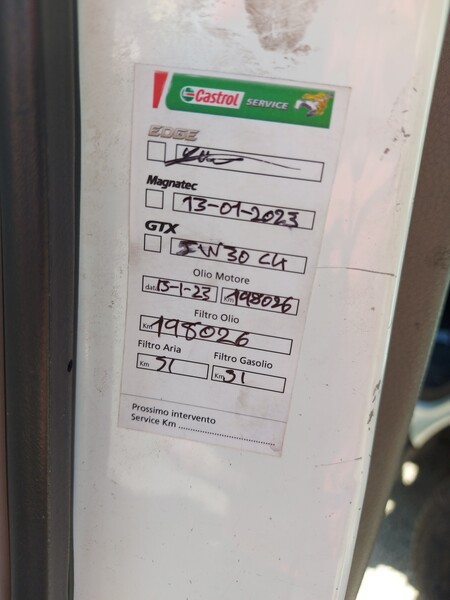 Castrol SERVICE
EDGE
Magnatec
13-01-2023
GTX
5W30 C4
Olio Motore
data 13-1-23 Km 198026
Filtro Olio
Km 198026
Filtro Aria Filtro Gasolio
Km SI Km SI
Prossimo intervento
Service Km